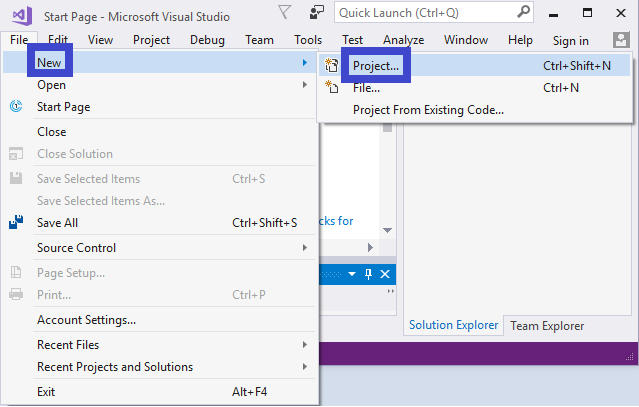 Start Page - Microsoft Visual Studio
Quick Launch (Ctrl+Q)
File Edit View Project Debug Team Tools Test Analyze Window Help Sign in
New
Project... Ctrl+Shift+N
Open
File... Ctrl+N
Start Page
Project From Existing Code...
Close
Close Solution
Save Selected Items Ctrl+S
Save Selected Items As...
Save All Ctrl+Shift+S
cks for
Source Control
Page Setup...
Print... Ctrl+P
Account Settings...
Solution Explorer Team Explorer
Recent Files
Recent Projects and Solutions
Exit Alt+F4